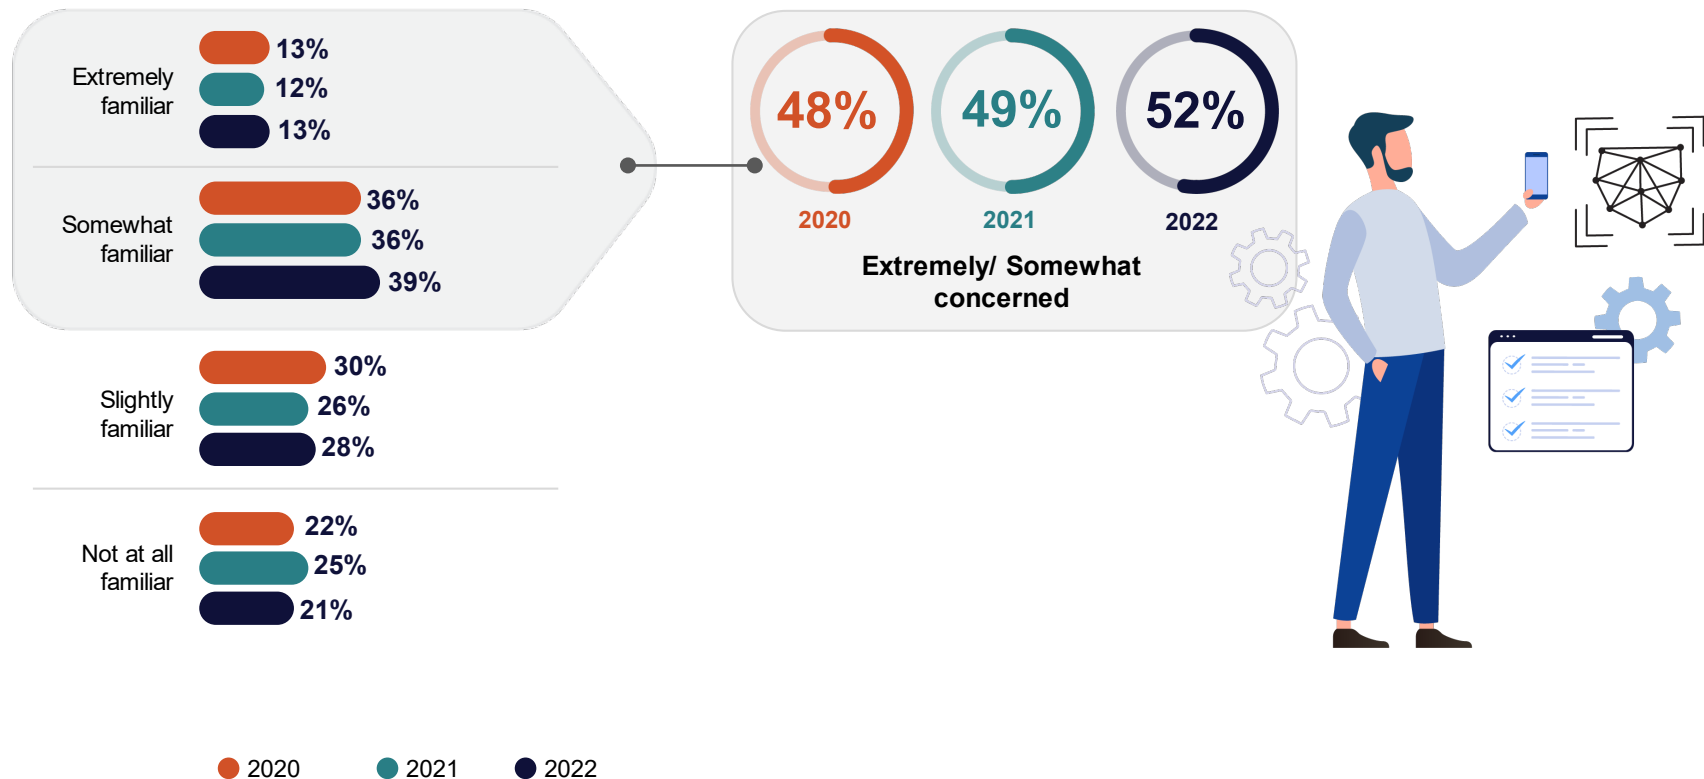 Extremely
familiar
13%
12%
13%
Somewhat
familiar
36%
36%
39%
Slightly
familiar
30%
26%
28%
Not at all
familiar
22%
25%
21%
48%
49%
52%
2020
2021
2022
Extremely/ Somewhat
concerned
2020
2021
2022